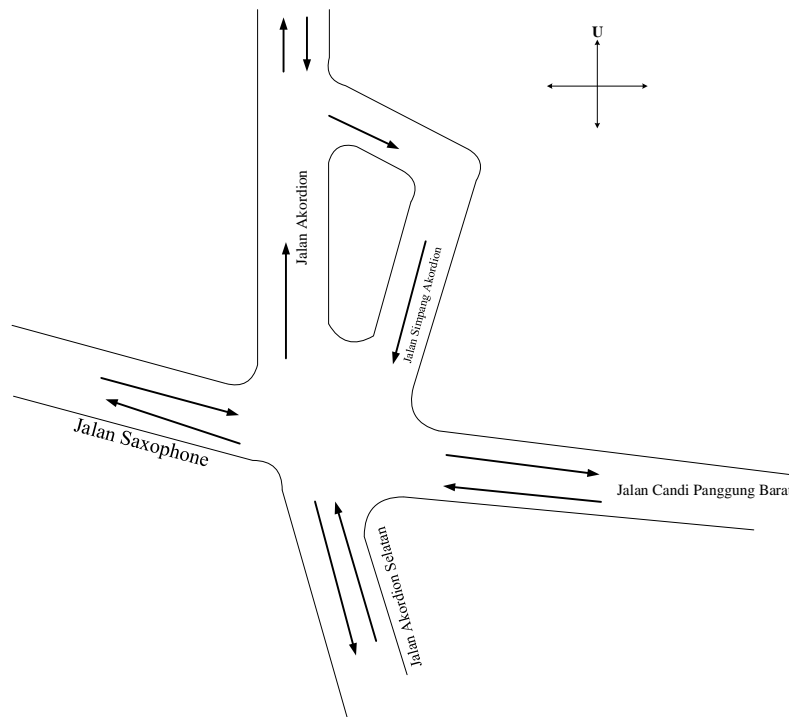 U
Jalan Akordion
Jalan Simpang Akordion
Jalan Saxophone
Jalan Candi Panggung Barat
Jalan Akordion Selatan